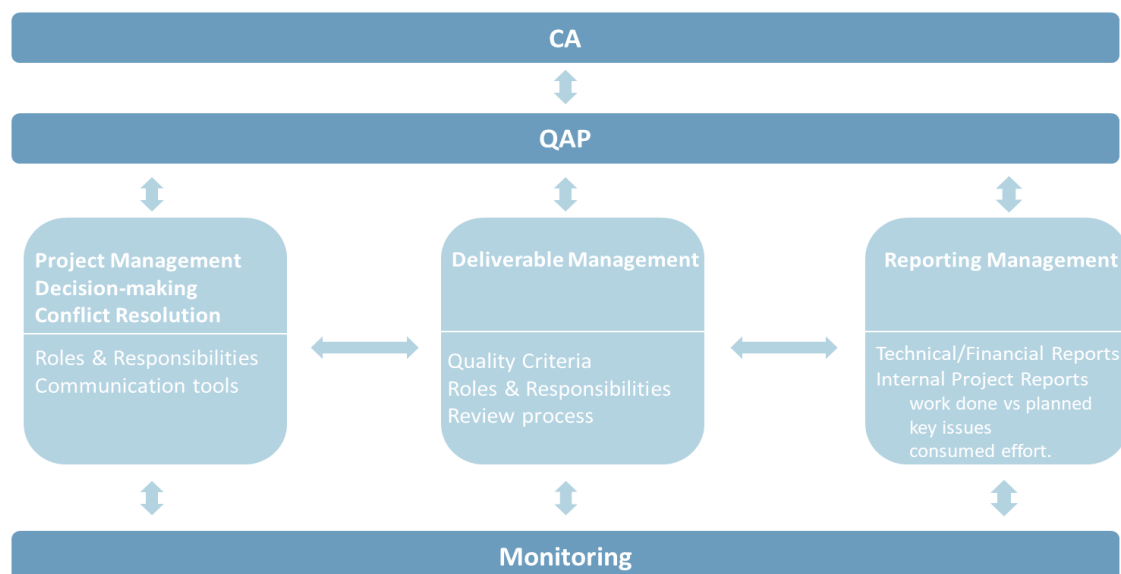 CA
QAP
Project Management
Decision-making
Conflict Resolution
Roles & Responsibilities
Communication tools
Deliverable Management
Quality Criteria
Roles & Responsibilities
Review process
Reporting Management
Technical/Financial Reports
Internal Project Reports
work done vs planned
key issues
consumed effort.
Monitoring